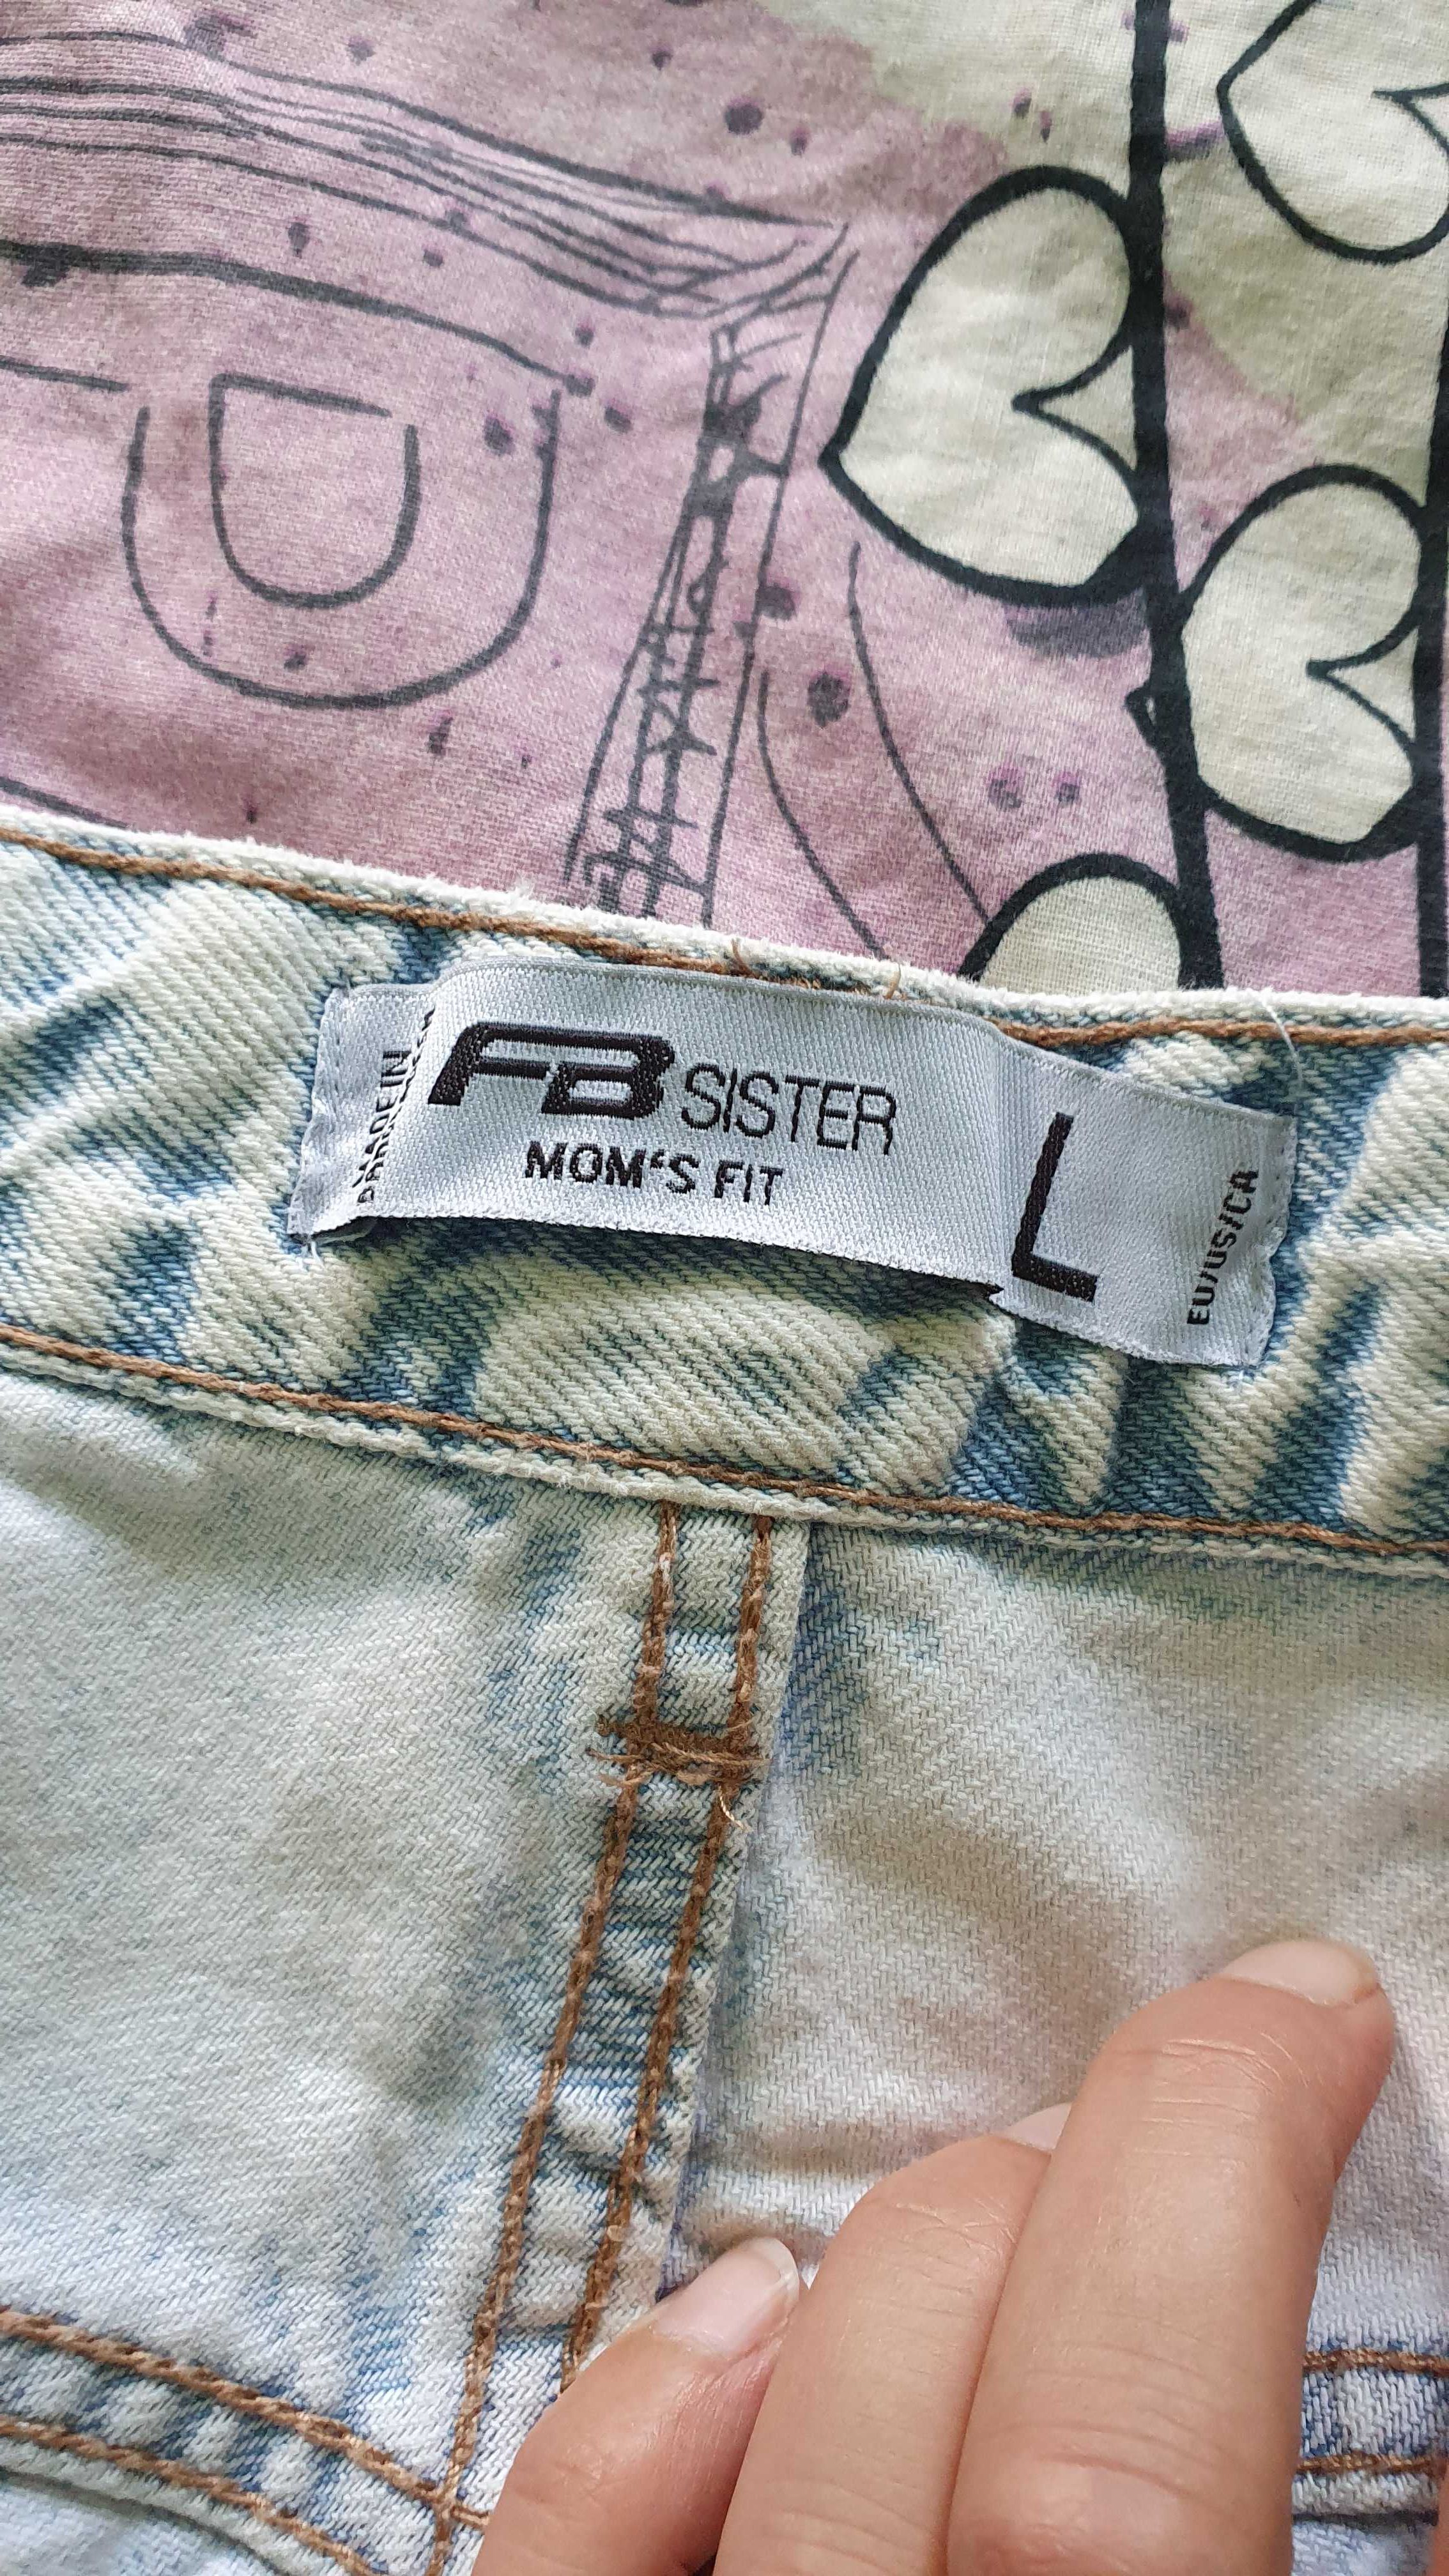 FB SISTER
MOM'S FIT
L
EU/US/CA
MADE IN